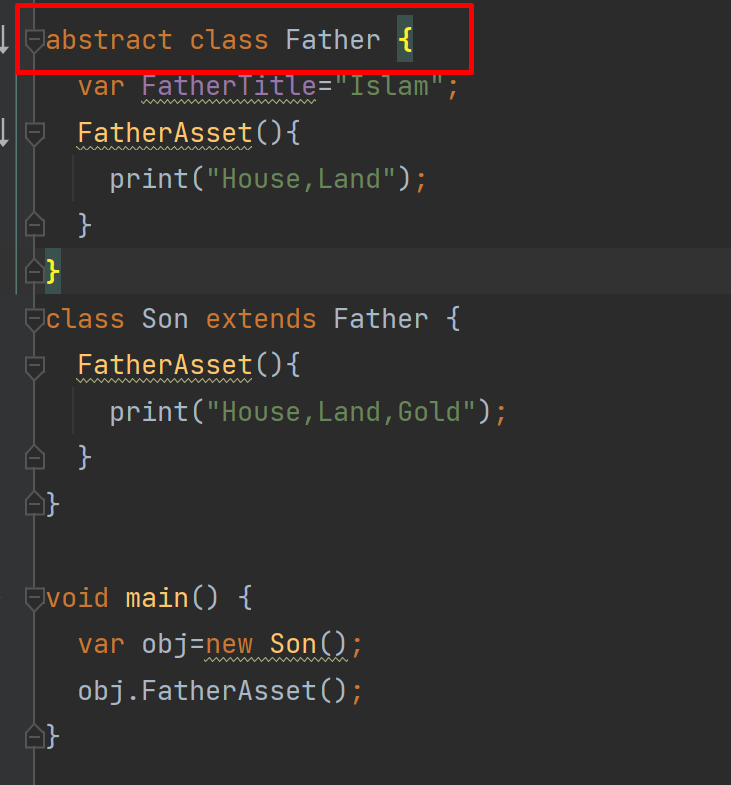 abstract class Father {
var FatherTitle="Islam";
FatherAsset(){
print("House,Land");
}
}
class Son extends Father {
FatherAsset(){
print("House,Land,Gold");
}
}
void main() {
var obj=new Son();
obj.FatherAsset();
}